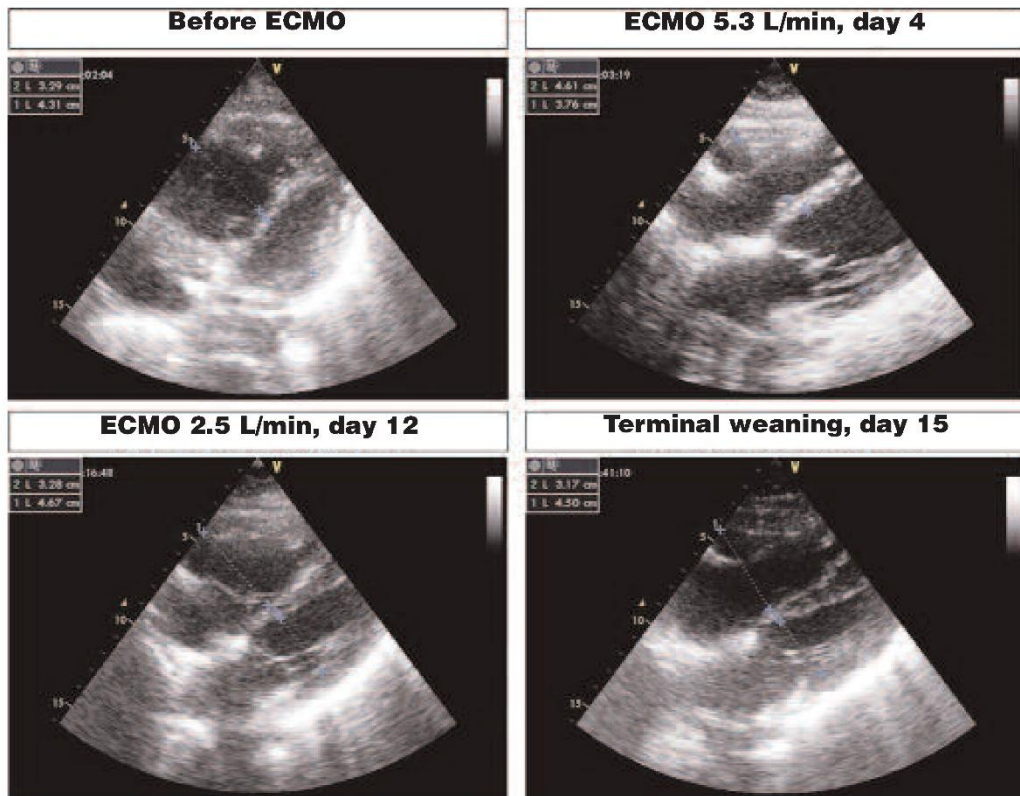 Before ECMO
2 L 3.59 cm
1 L 4.31 cm
:02:04
V
5
10
15
ECMO 5.3 L/min, day 4
2 L 4.61 cm
1 L 3.76 cm
:03:19
V
5
10
15
ECMO 2.5 L/min, day 12
2 L 3.28 cm
1 L 4.67 cm
:16:48
V
5
10
15
Terminal weaning, day 15
2 L 3.17 cm
1 L 4.50 cm
:41:10
V
5
10
15